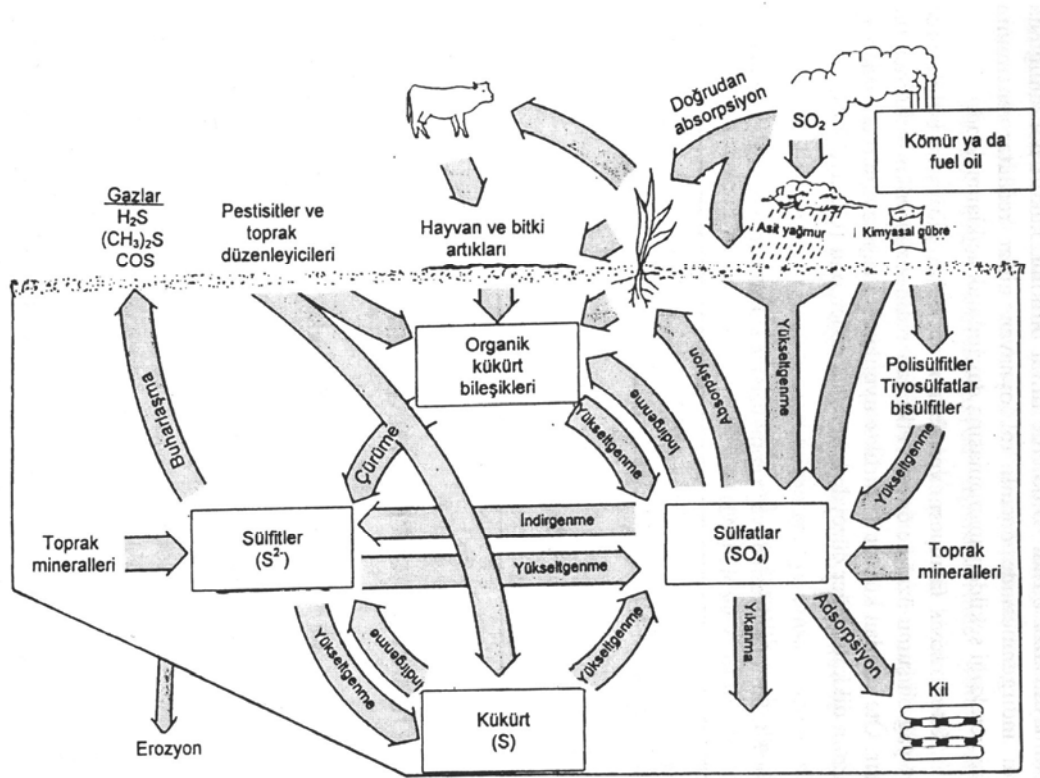 Doğrudan
absorpsiyon
SO₂
Kömür ya da
fuel oil
Gazlar
H₂S
(CH₃)₂S
COS
Pestisitler ve
toprak
düzenleyicileri
Hayvan ve bitki
artıkları
Asit yağmur
Kimyasal gübre
Organik
kükürt
bileşikleri
Polisülfitler
Tiyosülfatlar
bisülfitler
Buharlaşma
Çürüme
Yükseltgenme
İndirgenme
Absorpsiyon
Yükseltgenme
Yükseltgenme
Toprak
mineralleri
Sülfitler
(S²⁻)
İndirgenme
Yükseltgenme
Sülfatlar
(SO₄)
Toprak
mineralleri
Yükseltgenme
İndirgenme
Yükseltgenme
Yıkanma
Adsorpsiyon
Kükürt
(S)
Kil
Erozyon